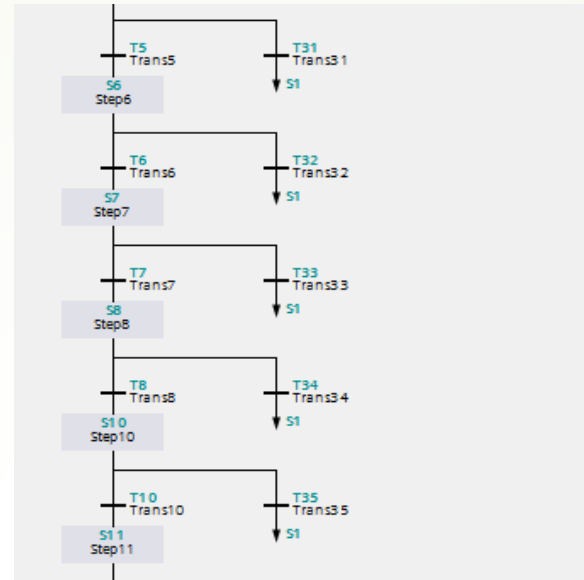 T5
Trans5
T31
Trans31
S1
S6
Step6
T6
Trans6
T32
Trans32
S1
S7
Step7
T7
Trans7
T33
Trans33
S1
S8
Step8
T8
Trans8
T34
Trans34
S1
S10
Step10
T10
Trans10
T35
Trans35
S1
S11
Step11